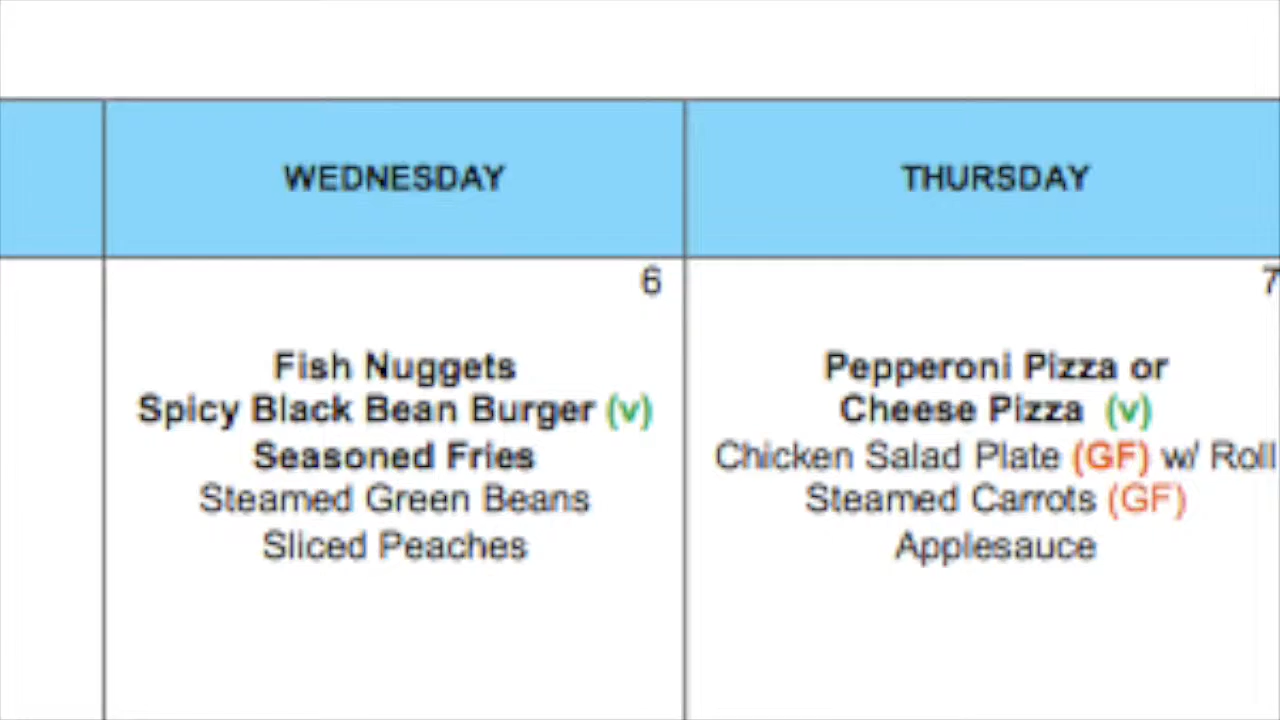 WEDNESDAY
THURSDAY
6
Fish Nuggets
Spicy Black Bean Burger (v)
Seasoned Fries
Steamed Green Beans
Sliced Peaches
7
Pepperoni Pizza or
Cheese Pizza (v)
Chicken Salad Plate (GF) w/ Roll
Steamed Carrots (GF)
Applesauce